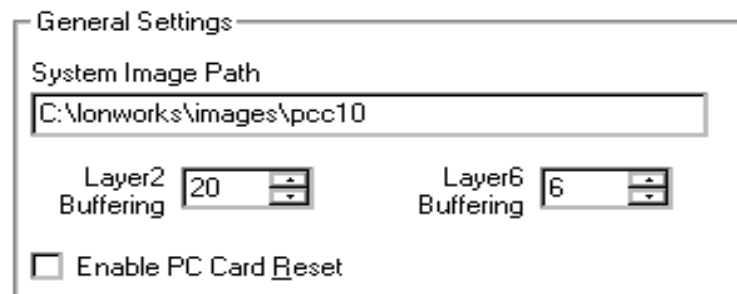 General Settings
System Image Path
C:\lonworks\images\pcc10
Layer2 Buffering 20 Layer6 Buffering 6
Enable PC Card Reset